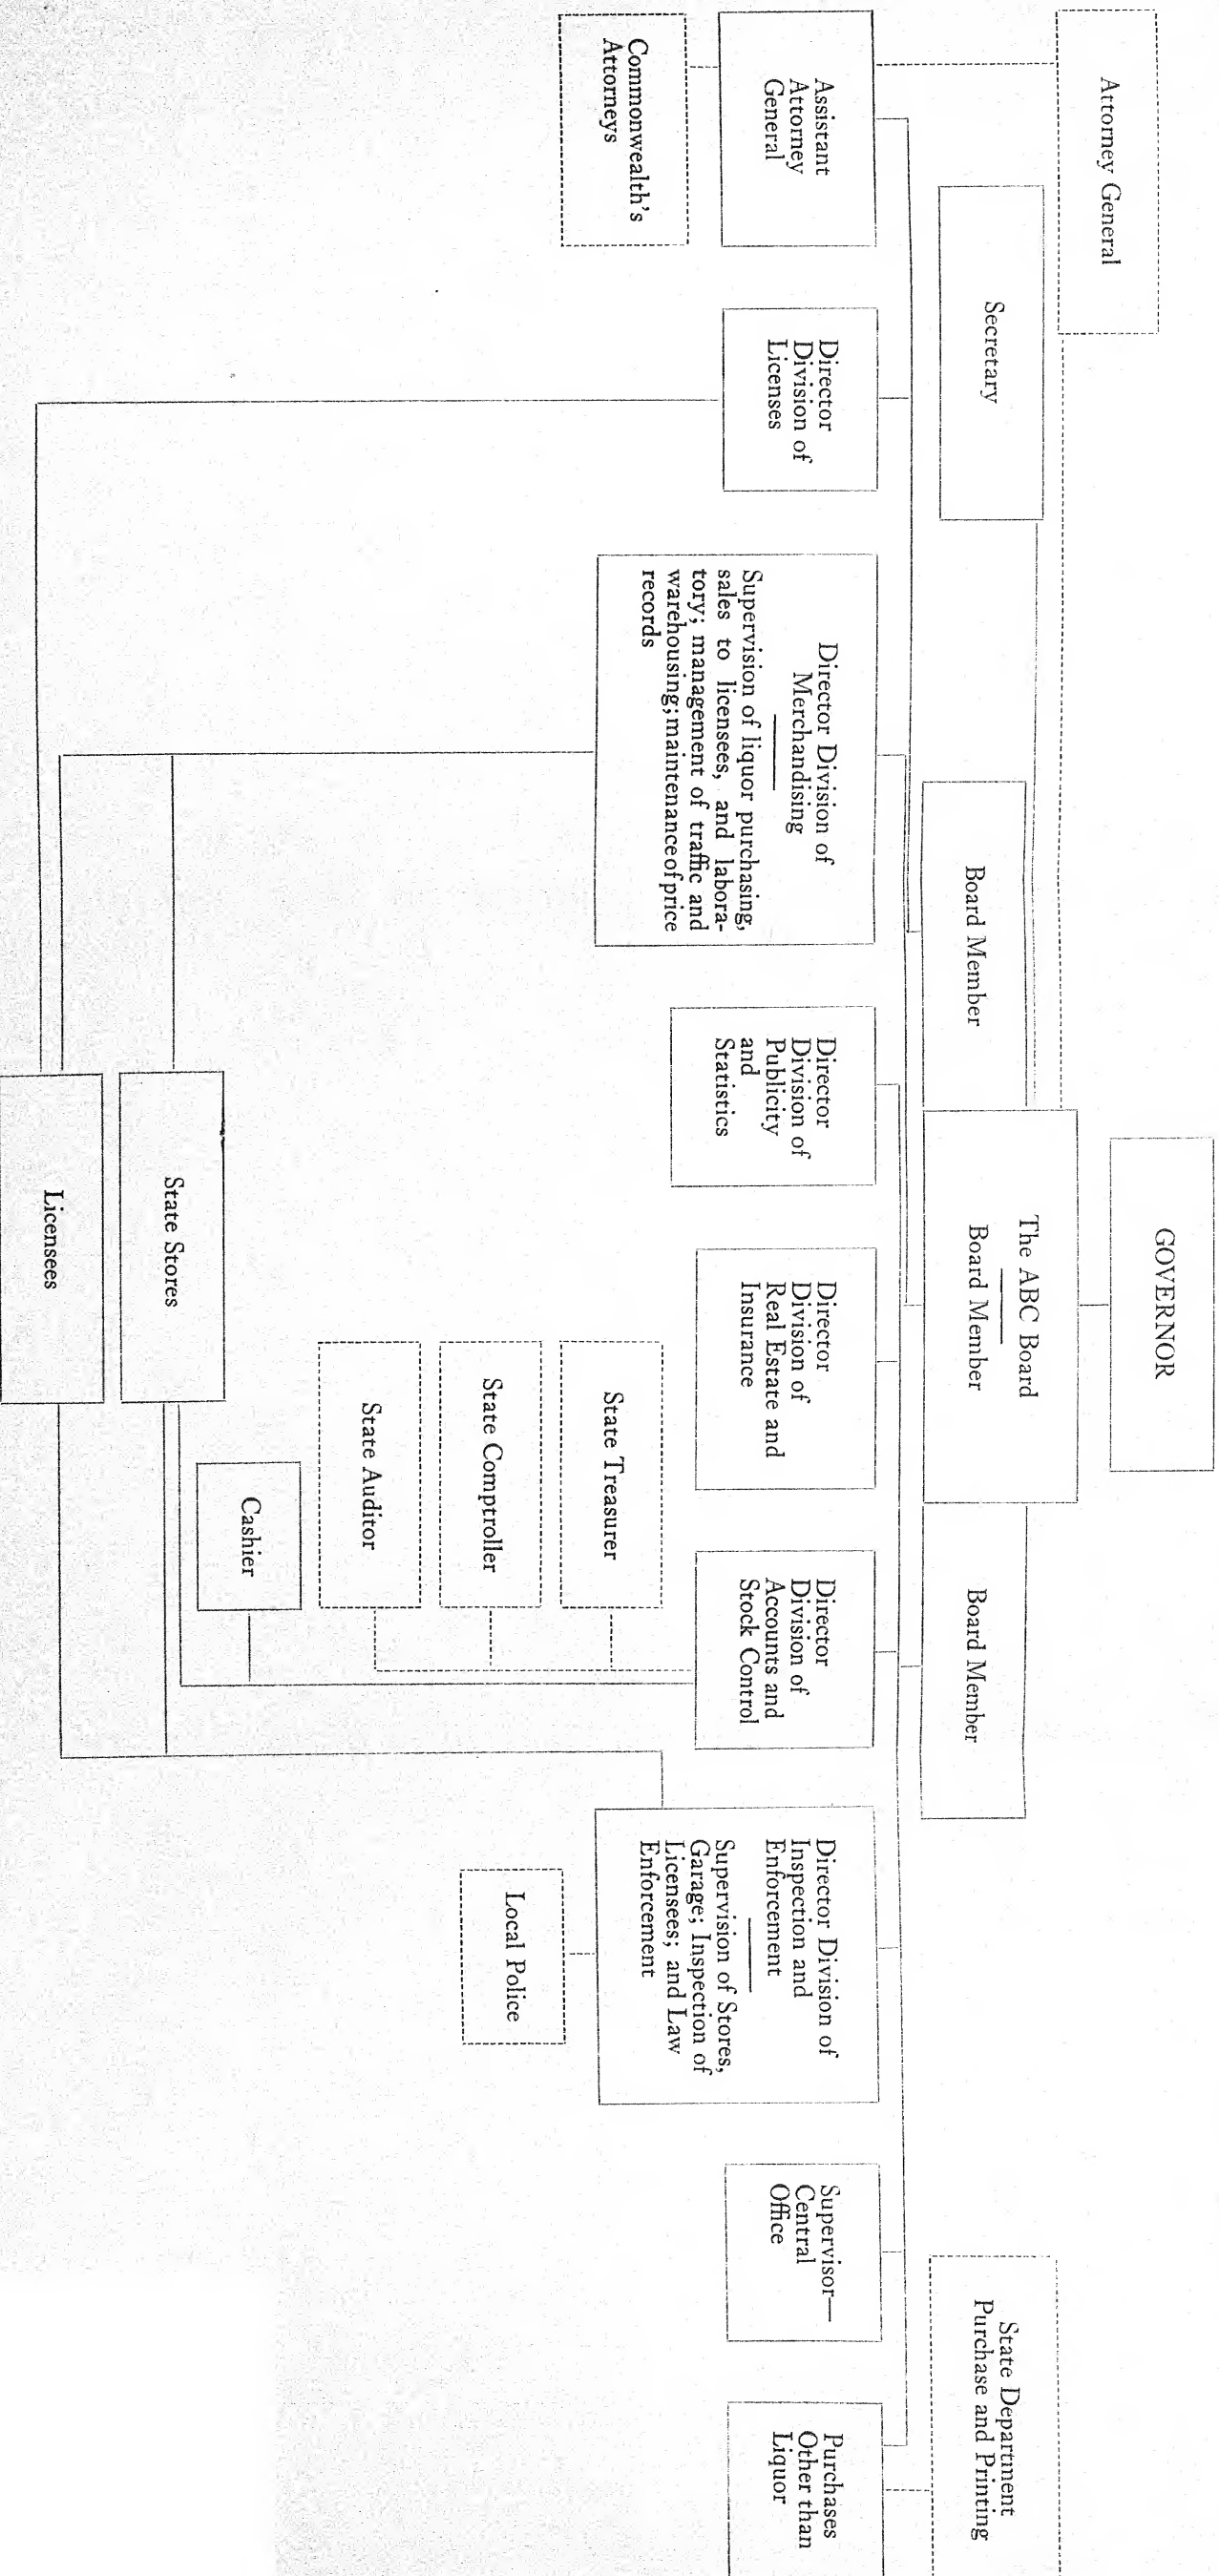 GOVERNOR
Attorney General
The ABC Board
Board Member
Secretary
Board Member
Board Member
State Department
Purchase and Printing
Assistant
Attorney
General
Director
Division of
Licenses
Director Division of
Merchandising
Supervision of liquor purchasing,
sales to licensees, and labora-
tory; management of traffic and
warehousing; maintenance of price
records
Director
Division of
Publicity
and
Statistics
Director
Division of
Real Estate and
Insurance
Director
Division of
Accounts and
Stock Control
Director Division of
Inspection and
Enforcement
Supervision of Stores,
Garage; Inspection of
Licensees; and Law
Enforcement
Supervisor—
Central
Office
Purchases
Other than
Liquor
Commonwealth's
Attorneys
State Treasurer
State Comptroller
State Auditor
Cashier
Local Police
State Stores
Licensees